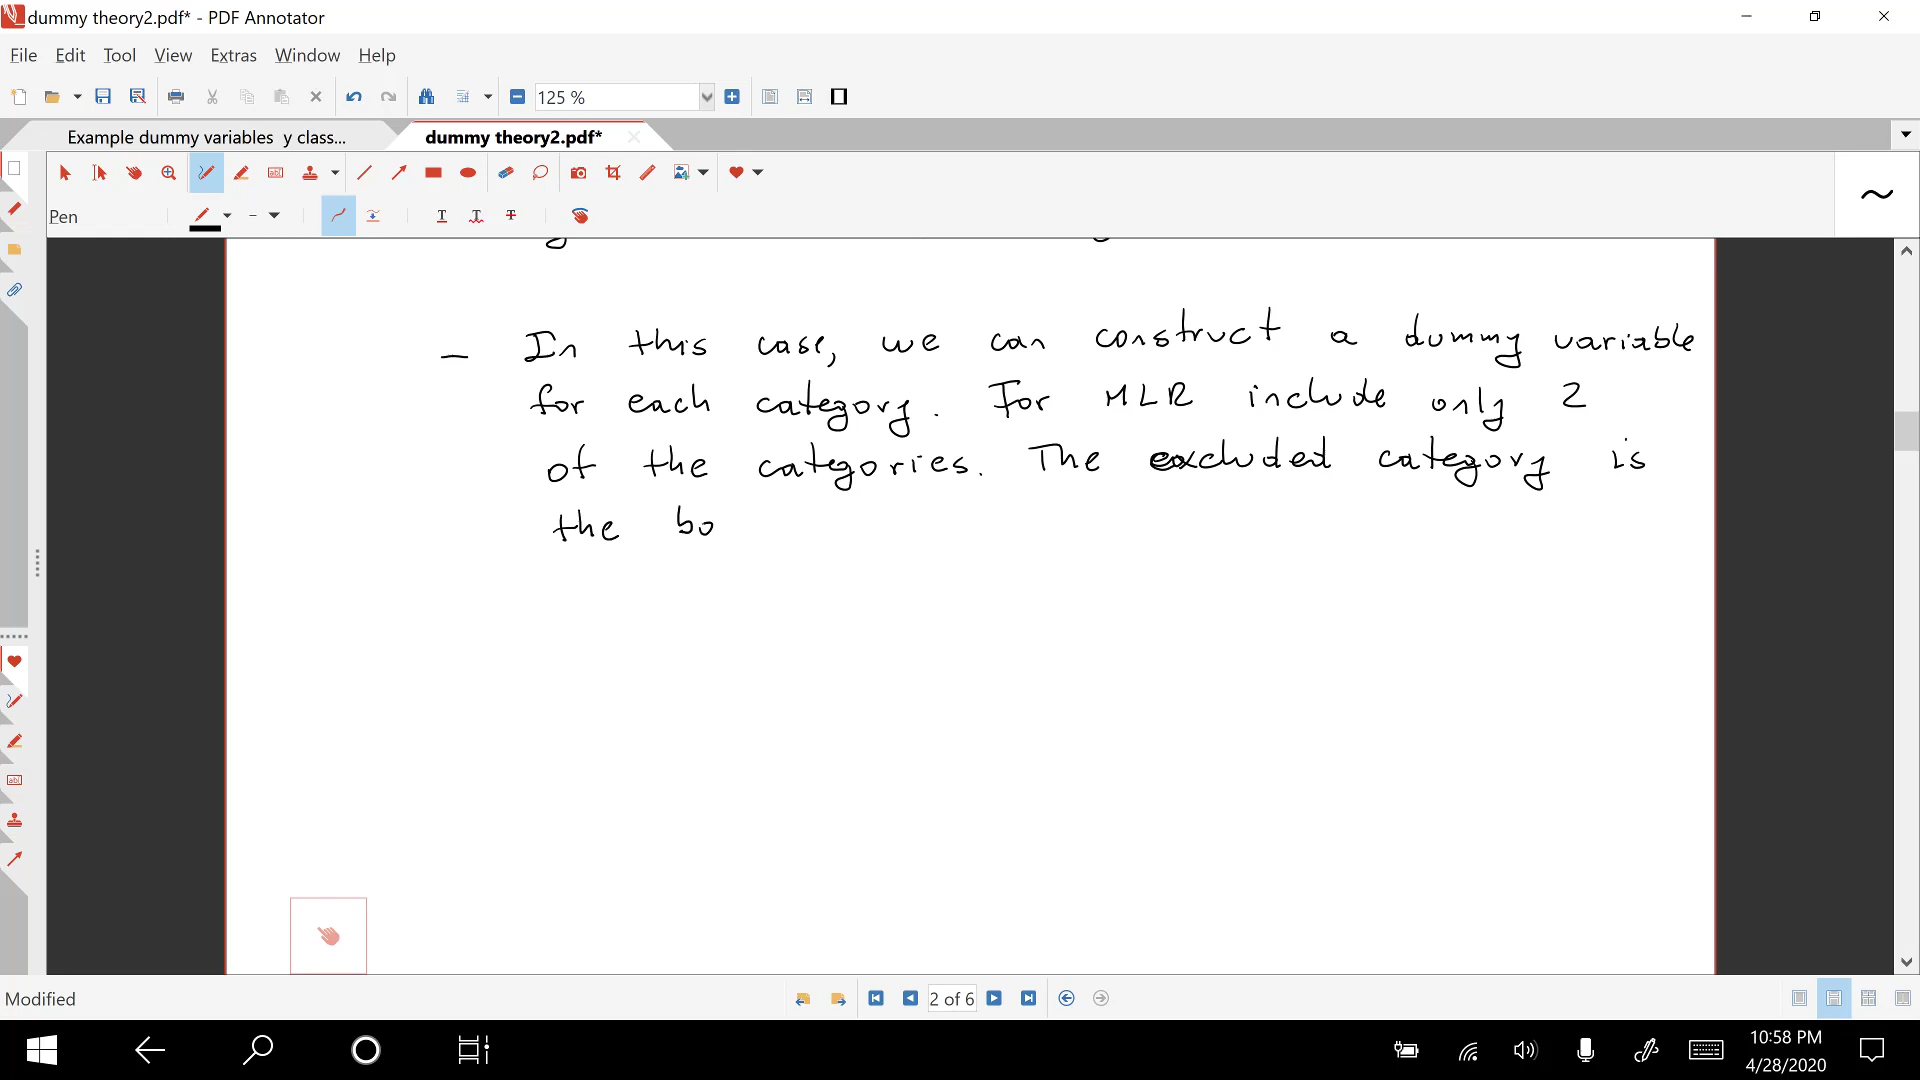 dummy theory2.pdf* - PDF Annotator
File Edit Tool View Extras Window Help
125 %
Example dummy variables y class...
dummy theory2.pdf*
Pen
– In this case, we can construct a dummy variable
for each category. For MLR include only 2
of the categories. The excluded category is
the ba
Modified
2 of 6
10:58 PM
4/28/2020